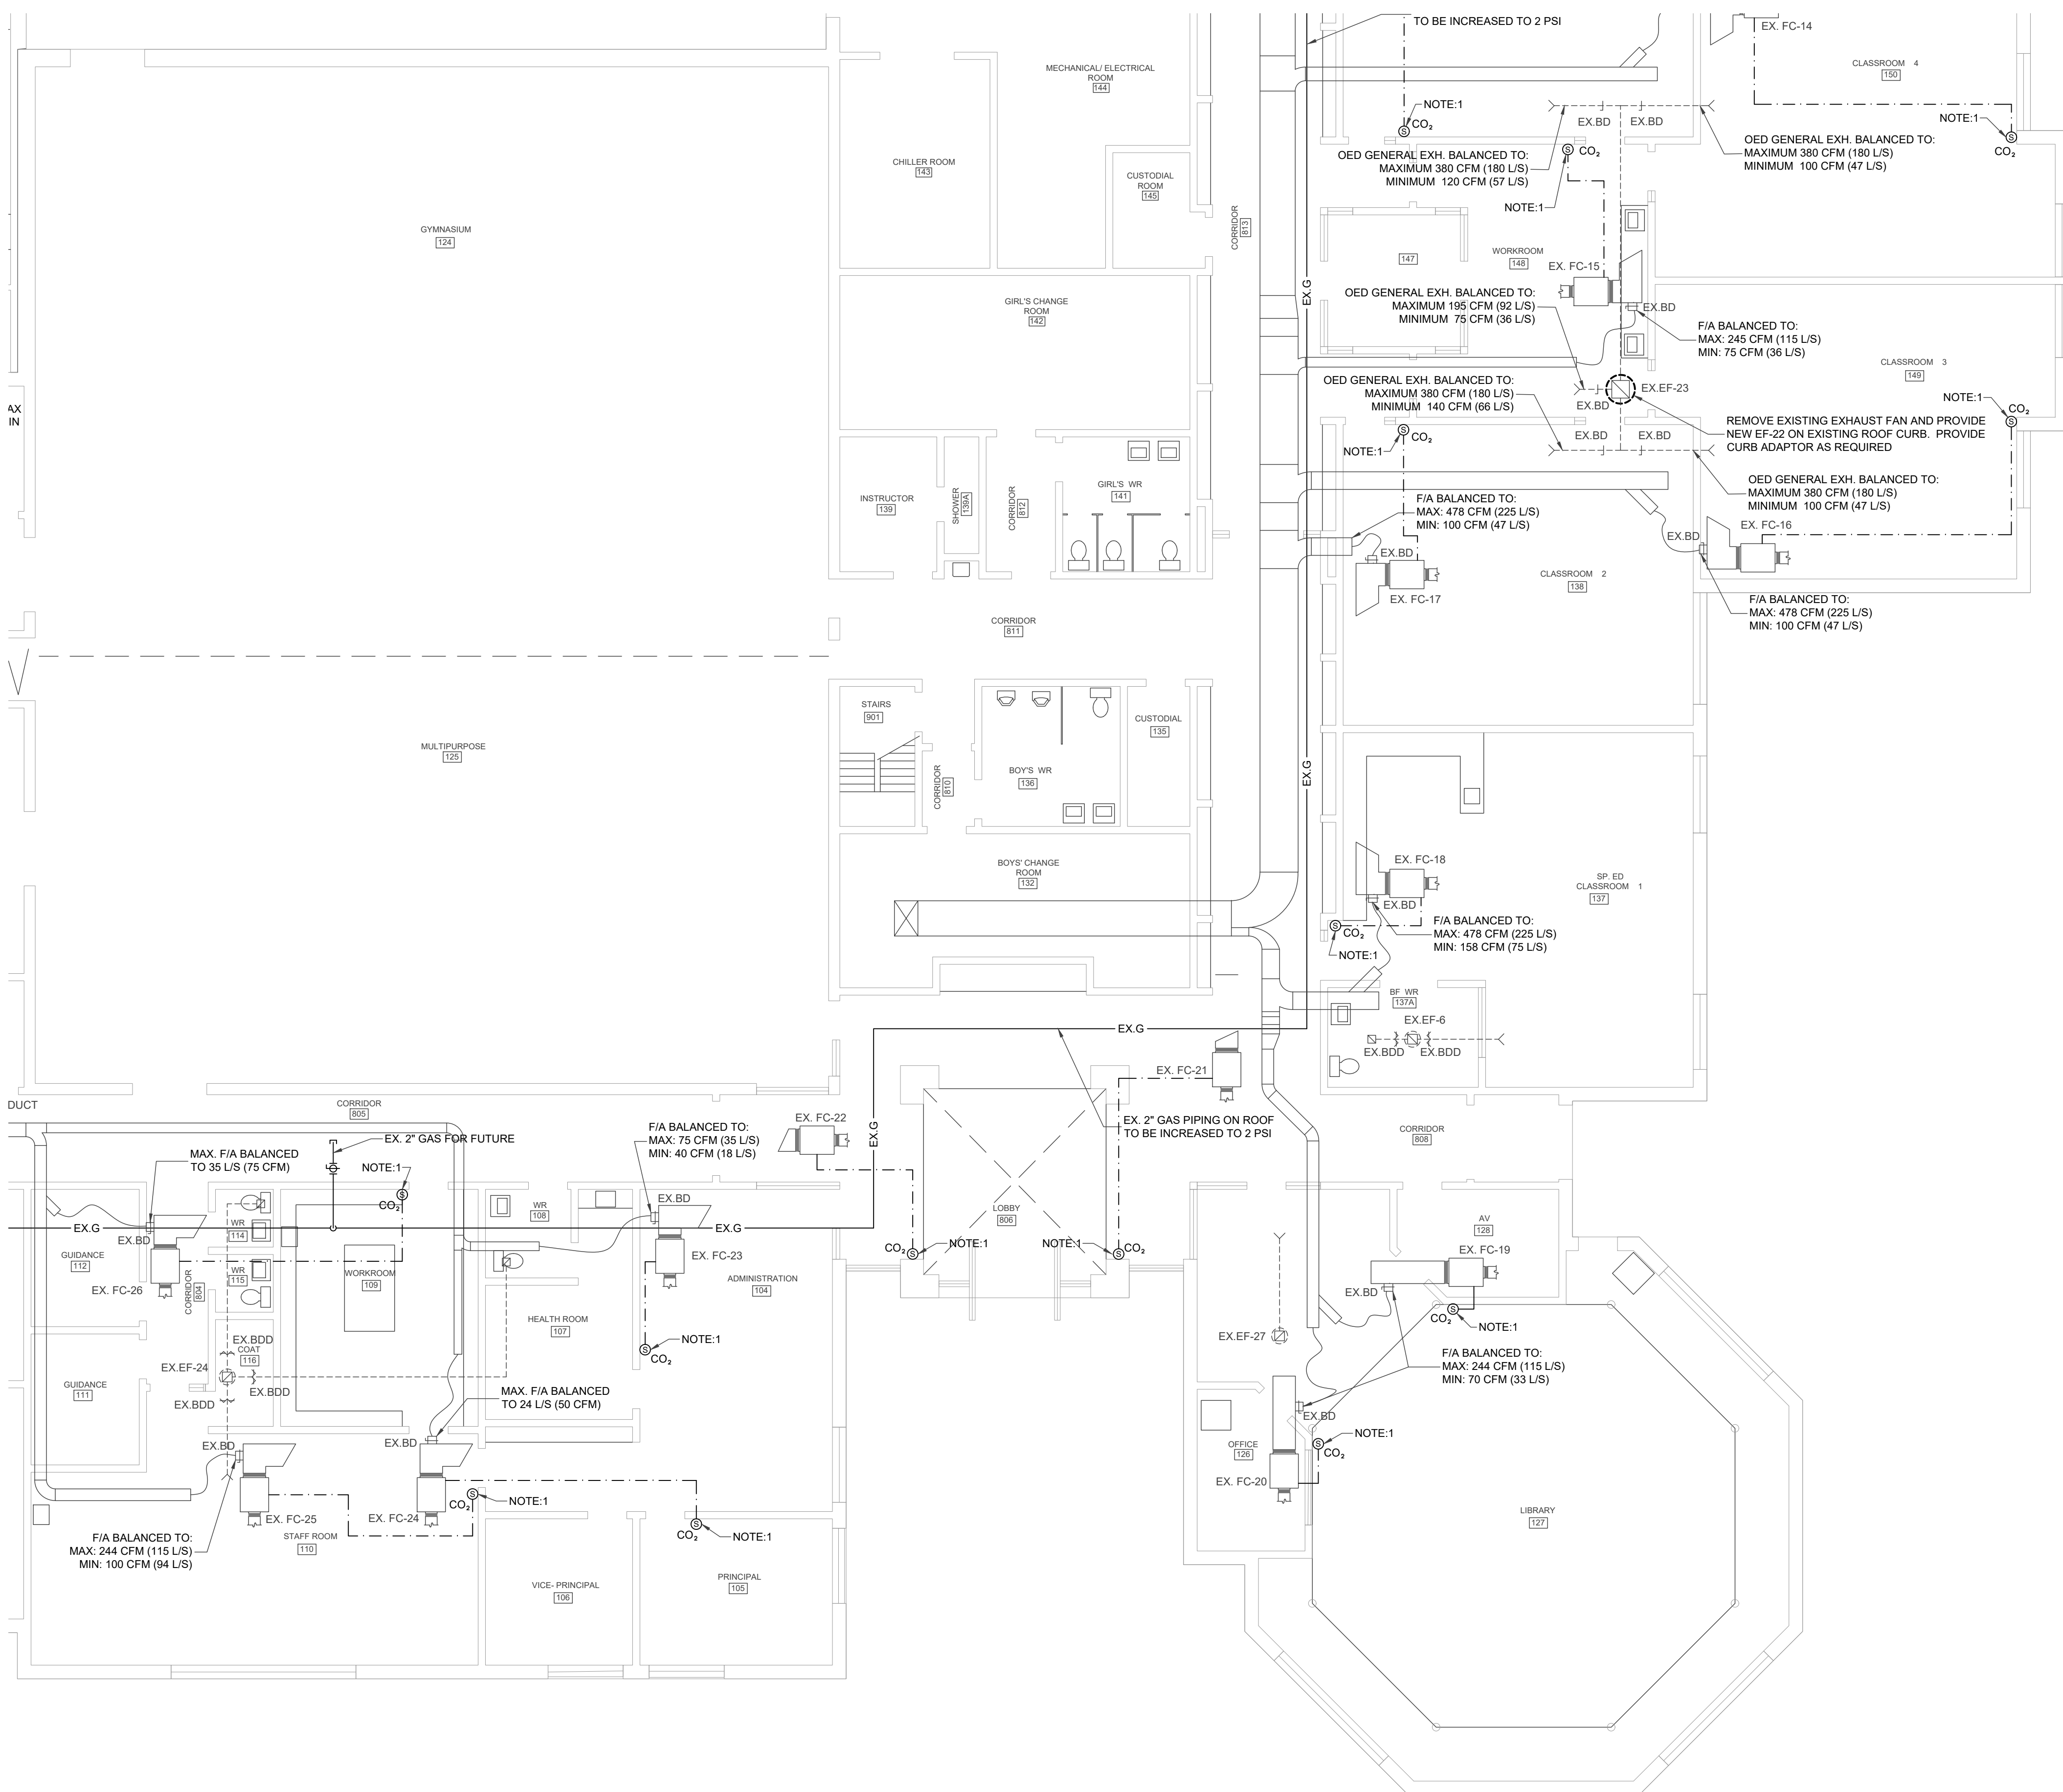 TO BE INCREASED TO 2 PSI
EX. FC-14
MECHANICAL/ ELECTRICAL
ROOM
144
CLASSROOM 4
150
NOTE:1
CO₂
EX.BD
EX.BD
NOTE:1
CO₂
OED GENERAL EXH. BALANCED TO:
MAXIMUM 380 CFM (180 L/S)
MINIMUM 120 CFM (57 L/S)
S
CO₂
NOTE:1
OED GENERAL EXH. BALANCED TO:
MAXIMUM 380 CFM (180 L/S)
MINIMUM 100 CFM (47 L/S)
CHILLER ROOM
143
CUSTODIAL
ROOM
145
CORRIDOR
813
GYMNASIUM
124
147
WORKROOM
148
EX. FC-15
EX.BD
EX.G
OED GENERAL EXH. BALANCED TO:
MAXIMUM 195 CFM (92 L/S)
MINIMUM 75 CFM (36 L/S)
GIRL'S CHANGE
ROOM
142
F/A BALANCED TO:
MAX: 245 CFM (115 L/S)
MIN: 75 CFM (36 L/S)
CLASSROOM 3
149
AX
IN
OED GENERAL EXH. BALANCED TO:
MAXIMUM 380 CFM (180 L/S)
MINIMUM 140 CFM (66 L/S)
EX.BD
EX.EF-23
NOTE:1
CO₂
REMOVE EXISTING EXHAUST FAN AND PROVIDE
NEW EF-22 ON EXISTING ROOF CURB. PROVIDE
CURB ADAPTOR AS REQUIRED
S
CO₂
NOTE:1
EX.BD
EX.BD
OED GENERAL EXH. BALANCED TO:
MAXIMUM 380 CFM (180 L/S)
MINIMUM 100 CFM (47 L/S)
INSTRUCTOR
139
SHOWER
139A
CORRIDOR
812
GIRL'S WR
141
F/A BALANCED TO:
MAX: 478 CFM (225 L/S)
MIN: 100 CFM (47 L/S)
EX.BD
EX. FC-17
CLASSROOM 2
138
EX.BD
EX. FC-16
F/A BALANCED TO:
MAX: 478 CFM (225 L/S)
MIN: 100 CFM (47 L/S)
CORRIDOR
811
STAIRS
901
CUSTODIAL
135
MULTIPURPOSE
125
BOY'S WR
136
CORRIDOR
810
EX.G
BOYS' CHANGE
ROOM
132
EX. FC-18
EX.BD
SP. ED
CLASSROOM 1
137
F/A BALANCED TO:
MAX: 478 CFM (225 L/S)
MIN: 158 CFM (75 L/S)
S
CO₂
NOTE:1
BF WR
137A
EX.EF-6
EX.BDD
EX.BDD
EX.G
EX. FC-21
EX. 2" GAS PIPING ON ROOF
TO BE INCREASED TO 2 PSI
DUCT
CORRIDOR
805
EX. 2" GAS FOR FUTURE
MAX. F/A BALANCED
TO 35 L/S (75 CFM)
NOTE:1
S
CO₂
F/A BALANCED TO:
MAX: 75 CFM (35 L/S)
MIN: 40 CFM (18 L/S)
EX. FC-22
EX.G
CORRIDOR
808
EX.G
EX.BD
GUIDANCE
112
EX. FC-26
WR
114
WR
115
CORRIDOR
804
WORKROOM
109
WR
108
EX.BD
EX.G
EX. FC-23
ADMINISTRATION
104
LOBBY
806
CO₂
S
NOTE:1
NOTE:1
S
CO₂
AV
128
EX. FC-19
EX.BD
S
CO₂
NOTE:1
HEALTH ROOM
107
NOTE:1
S
CO₂
EX.EF-27
F/A BALANCED TO:
MAX: 244 CFM (115 L/S)
MIN: 70 CFM (33 L/S)
EX.BDD
COAT
116
EX.EF-24
EX.BDD
EX.BDD
GUIDANCE
111
MAX. F/A BALANCED
TO 24 L/S (50 CFM)
EX.BD
EX.BD
EX.BD
OFFICE
126
NOTE:1
S
CO₂
EX. FC-20
EX. FC-25
EX. FC-24
CO₂
S
NOTE:1
S
CO₂
NOTE:1
STAFF ROOM
110
F/A BALANCED TO:
MAX: 244 CFM (115 L/S)
MIN: 100 CFM (94 L/S)
VICE- PRINCIPAL
106
PRINCIPAL
105
LIBRARY
127